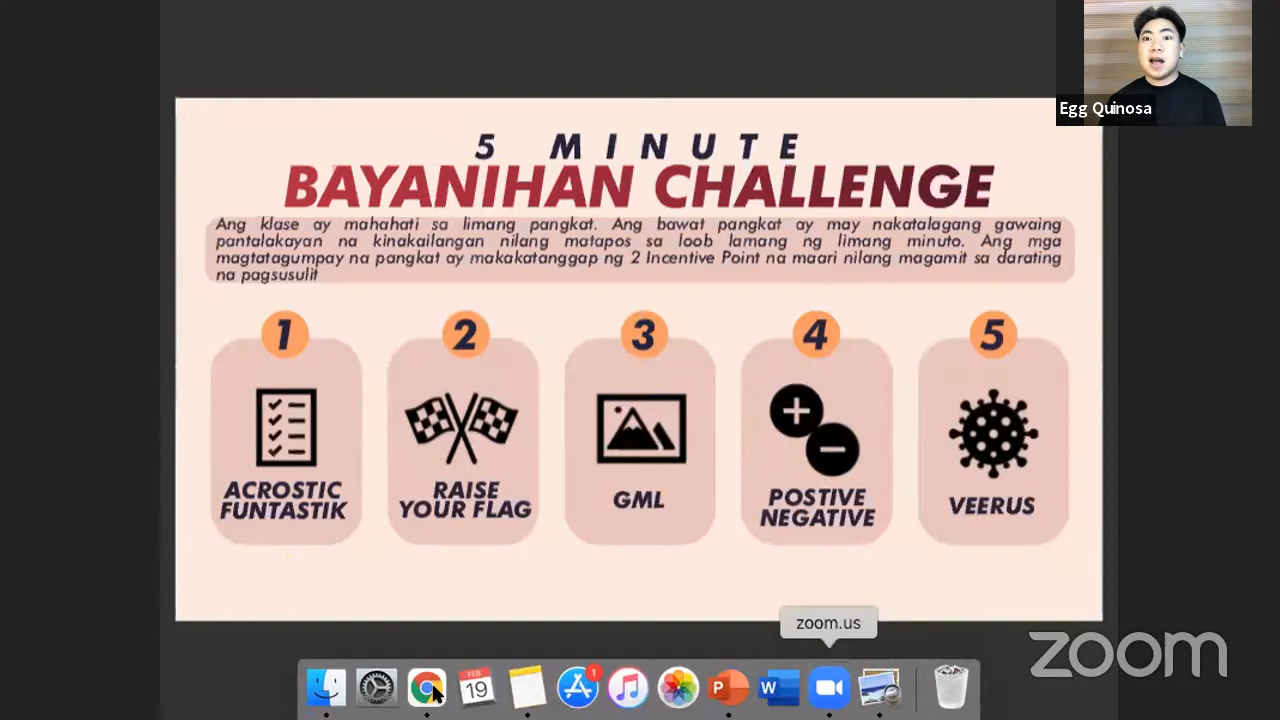 Egg Quinosa
5 MINUTE
BAYANIHAN CHALLENGE
Ang klase ay mahahati sa limang pangkat. Ang bawat pangkat ay may nakatalagang gawaing
pantalakayan na kinakailangan nilang matapos sa loob lamang ng limang minuto. Ang mga
magtatagumpay na pangkat ay makakatanggap ng 2 Incentive Point na maari nilang magamit sa darating
na pagsusulit
1
ACROSTIC
FUNTASTIK
2
RAISE
YOUR FLAG
3
GML
4
POSTIVE
NEGATIVE
5
VEERUS
zoom.us
zoom
FEB
19
1
P
W